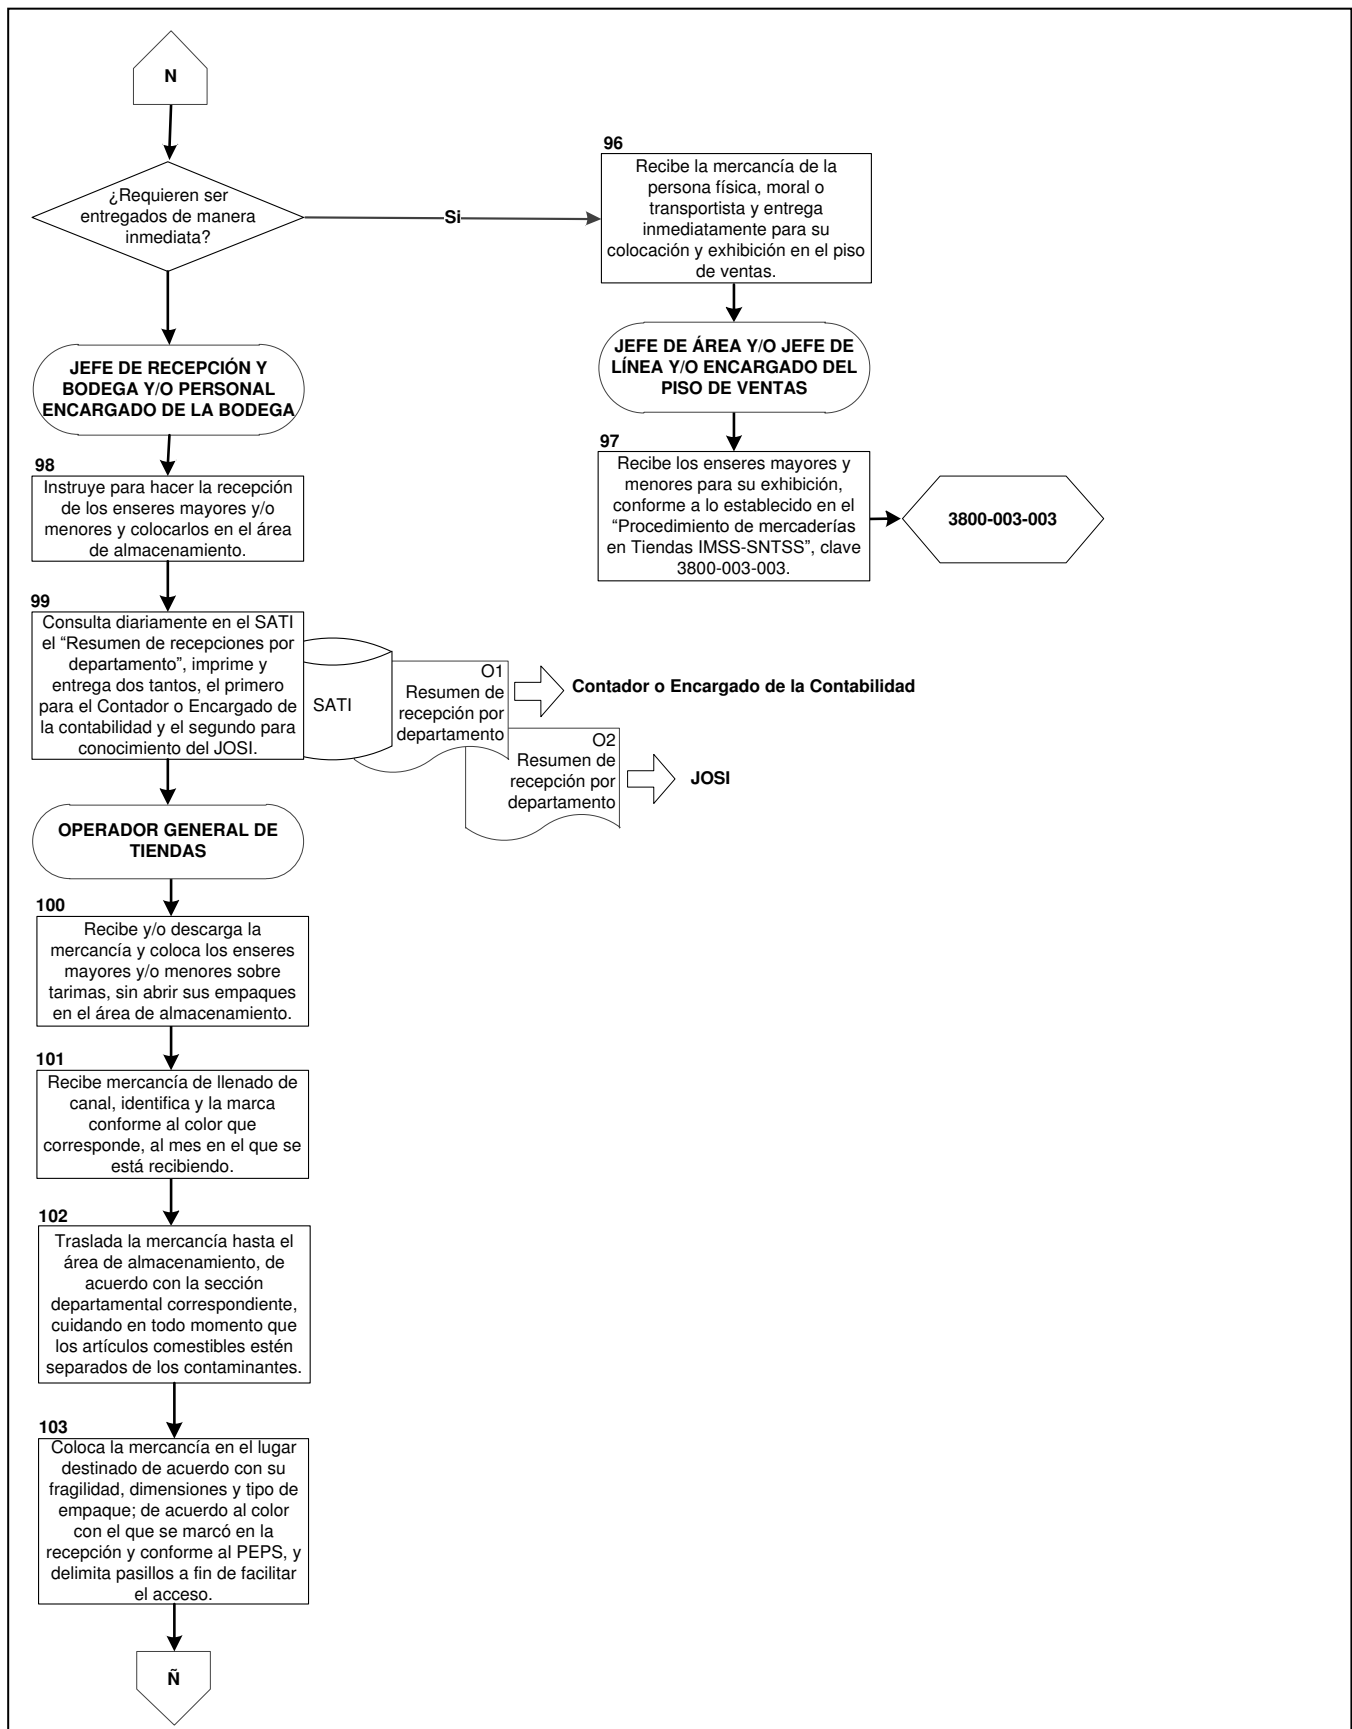 N
¿Requieren ser
entregados de manera
inmediata?
Si
96
Recibe la mercancía de la
persona física, moral o
transportista y entrega
inmediatamente para su
colocación y exhibición en el piso
de ventas.
JEFE DE ÁREA Y/O JEFE DE
LÍNEA Y/O ENCARGADO DEL
PISO DE VENTAS
97
Recibe los enseres mayores y
menores para su exhibición,
conforme a lo establecido en el
“Procedimiento de mercaderías
en Tiendas IMSS-SNTSS”, clave
3800-003-003.
3800-003-003
JEFE DE RECEPCIÓN Y
BODEGA Y/O PERSONAL
ENCARGADO DE LA BODEGA
98
Instruye para hacer la recepción
de los enseres mayores y/o
menores y colocarlos en el área
de almacenamiento.
99
Consulta diariamente en el SATI
el “Resumen de recepciones por
departamento”, imprime y
entrega dos tantos, el primero
para el Contador o Encargado de
la contabilidad y el segundo para
conocimiento del JOSI.
SATI
O1
Resumen de
recepción por
departamento
Contador o Encargado de la Contabilidad
O2
Resumen de
recepción por
departamento
JOSI
OPERADOR GENERAL DE
TIENDAS
100
Recibe y/o descarga la
mercancía y coloca los enseres
mayores y/o menores sobre
tarimas, sin abrir sus empaques
en el área de almacenamiento.
101
Recibe mercancía de llenado de
canal, identifica y la marca
conforme al color que
corresponde, al mes en el que se
está recibiendo.
102
Traslada la mercancía hasta el
área de almacenamiento, de
acuerdo con la sección
departamental correspondiente,
cuidando en todo momento que
los artículos comestibles estén
separados de los contaminantes.
103
Coloca la mercancía en el lugar
destinado de acuerdo con su
fragilidad, dimensiones y tipo de
empaque; de acuerdo al color
con el que se marcó en la
recepción y conforme al PEPS, y
delimita pasillos a fin de facilitar
el acceso.
Ñ